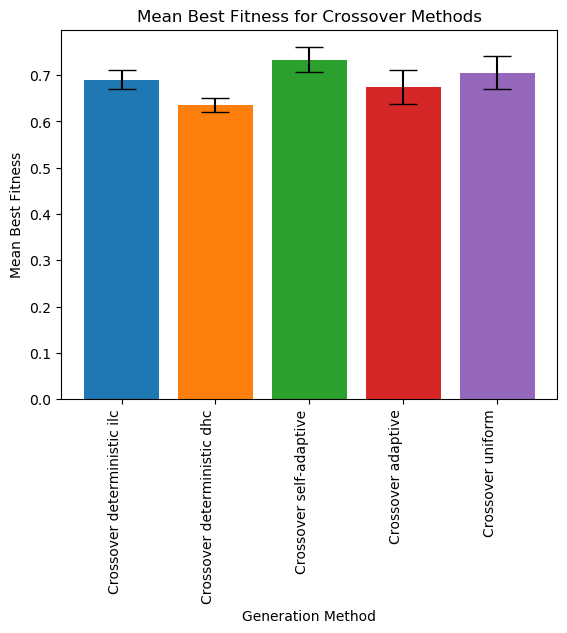 Mean Best Fitness for Crossover Methods
Mean Best Fitness
0.7
0.6
0.5
0.4
0.3
0.2
0.1
0.0
Crossover deterministic ilc
Crossover deterministic dhc
Crossover self-adaptive
Crossover adaptive
Crossover uniform
Generation Method